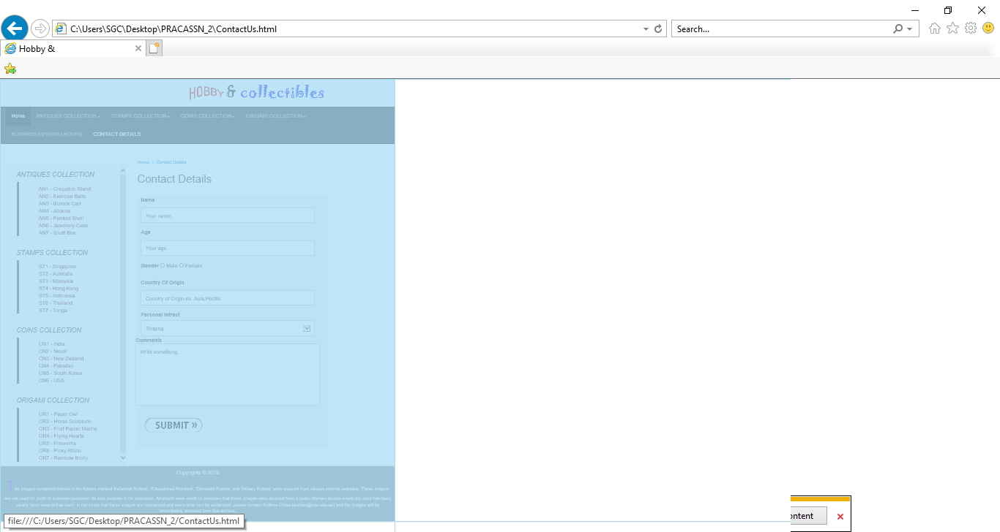 C:\Users\SGC\Desktop\PRACASSN_2\ContactUs.html
Search...
Hobby &
HOBBY & collectibles
Home ANTIQUES COLLECTION STAMPS COLLECTION COINS COLLECTION ORIGAMI COLLECTION
BUSINESS/OPENING HOURS CONTACT DETAILS
Home / Contact Details
Contact Details
ANTIQUES COLLECTION
AN1 - Chopstick Stand
AN2 - Exercise Balls
AN3 - Bullock Cart
AN4 - Abacus
AN5 - Painted Shell
AN6 - Jewellery Case
AN7 - Snuff Box
STAMPS COLLECTION
ST1 - Singapore
ST2 - Australia
ST3 - Malaysia
ST4 - Hong Kong
ST5 - Indonesia
ST6 - Thailand
ST7 - Tonga
COINS COLLECTION
CN1 - India
CN2 - Nepal
CN3 - New Zealand
CN4 - Pakistan
CN5 - South Korea
CN6 - USA
ORIGAMI COLLECTION
OR1 - Paper Owl
OR2 - Horse Sculpture
OR3 - Fruit Papier Mache
OR4 - Flying Hearts
OR5 - Fireworks
OR6 - Pinky Rhino
OR7 - Rainbow Brolly
Name
Your name..
Age
Your age..
Gender Male Female
Country Of Origin
Country of Origin ex. Asia,Pecific
Personal Intrest
Singing
Comments
Write something..
SUBMIT »
Copyrights © 2019
The images contained therein in the folders marked 'Industrial Robots', 'Educational Robotics', 'Domestic Robots' and 'Military Robots' were sourced from various internet websites. These images
are not used for profit or business purposes. Its sole purpose is for education. All efforts were made to ascertain that these images were sourced from a public domain source where the sites has been
clearly been asserted as such. In the event that these images are copyrighted and ownership can be evidenced, please contact Andrew Chiou
and the images will be
immediately removed from this archive.
ontent
file:///C:/Users/SGC/Desktop/PRACASSN_2/ContactUs.html